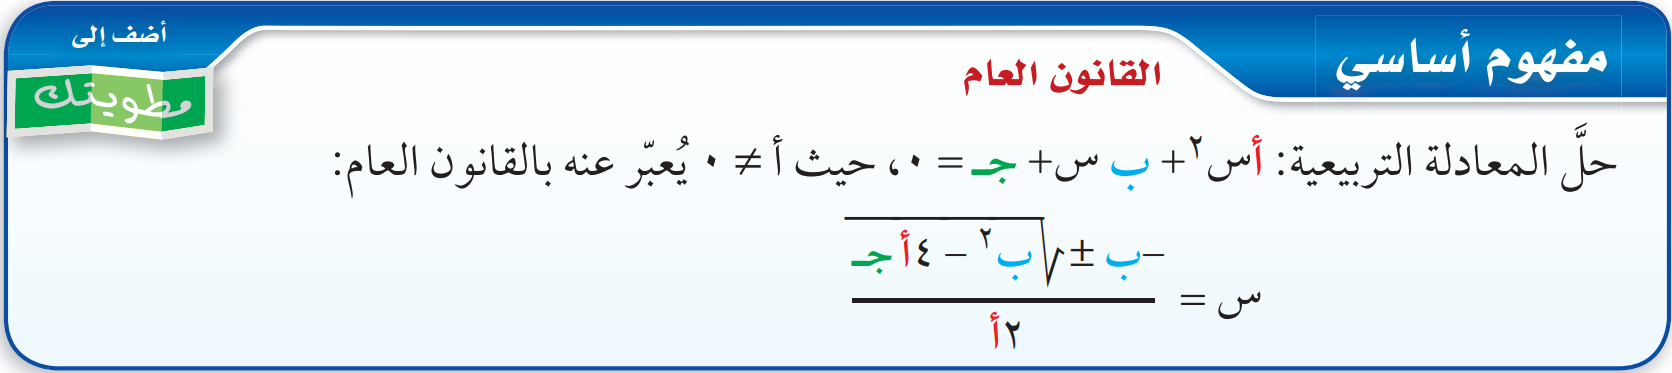 مفهوم أساسي
القانون العام
أضف إلى
مطويتك
حلَّ المعادلة التربيعية: أس٢ + ب س + جـ = ٠، حيث أ ≠ ٠ يُعبّر عنه بالقانون العام:
س = (-ب ± √(ب٢ - ٤أجـ)) / ٢أ